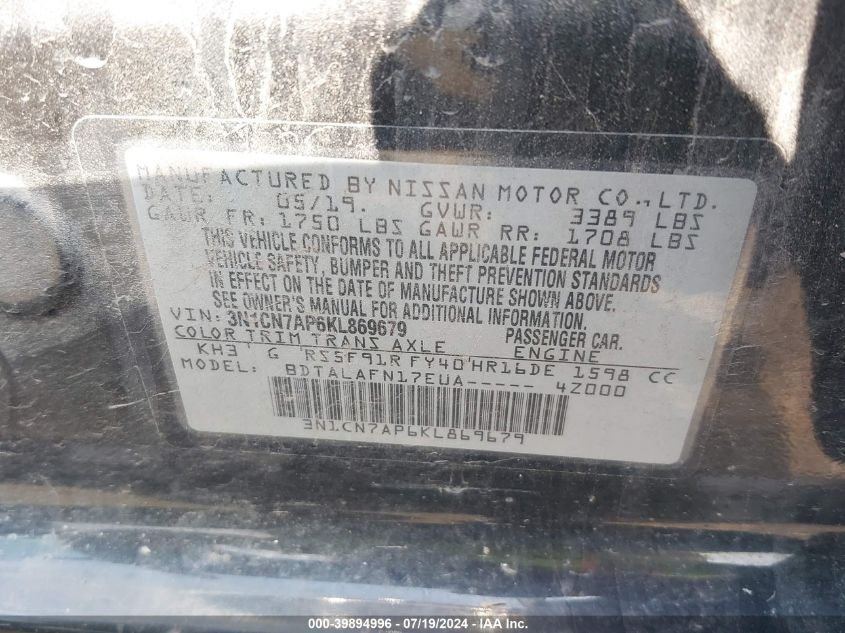 MANUFACTURED BY NISSAN MOTOR CO., LTD.
DATE: 05/19. GVWR: 3389 LBS
GAWR FR: 1750 LBS GAWR RR: 1708 LBS
THIS VEHICLE CONFORMS TO ALL APPLICABLE FEDERAL MOTOR
VEHICLE SAFETY, BUMPER AND THEFT PREVENTION STANDARDS
IN EFFECT ON THE DATE OF MANUFACTURE SHOWN ABOVE.
SEE OWNER'S MANUAL FOR ADDITIONAL INFORMATION.
VIN: 3N1CN7AP6KL869679 PASSENGER CAR.
COLOR TRIM TRANS AXLE ENGINE
KH3 G RS5F91R FY40 HR16DE 1598 CC
MODEL: BDTALAFN17EUA----- 4Z000
3N1CN7AP6KL869679
000-39894996 - 07/19/2024 - IAAI.com